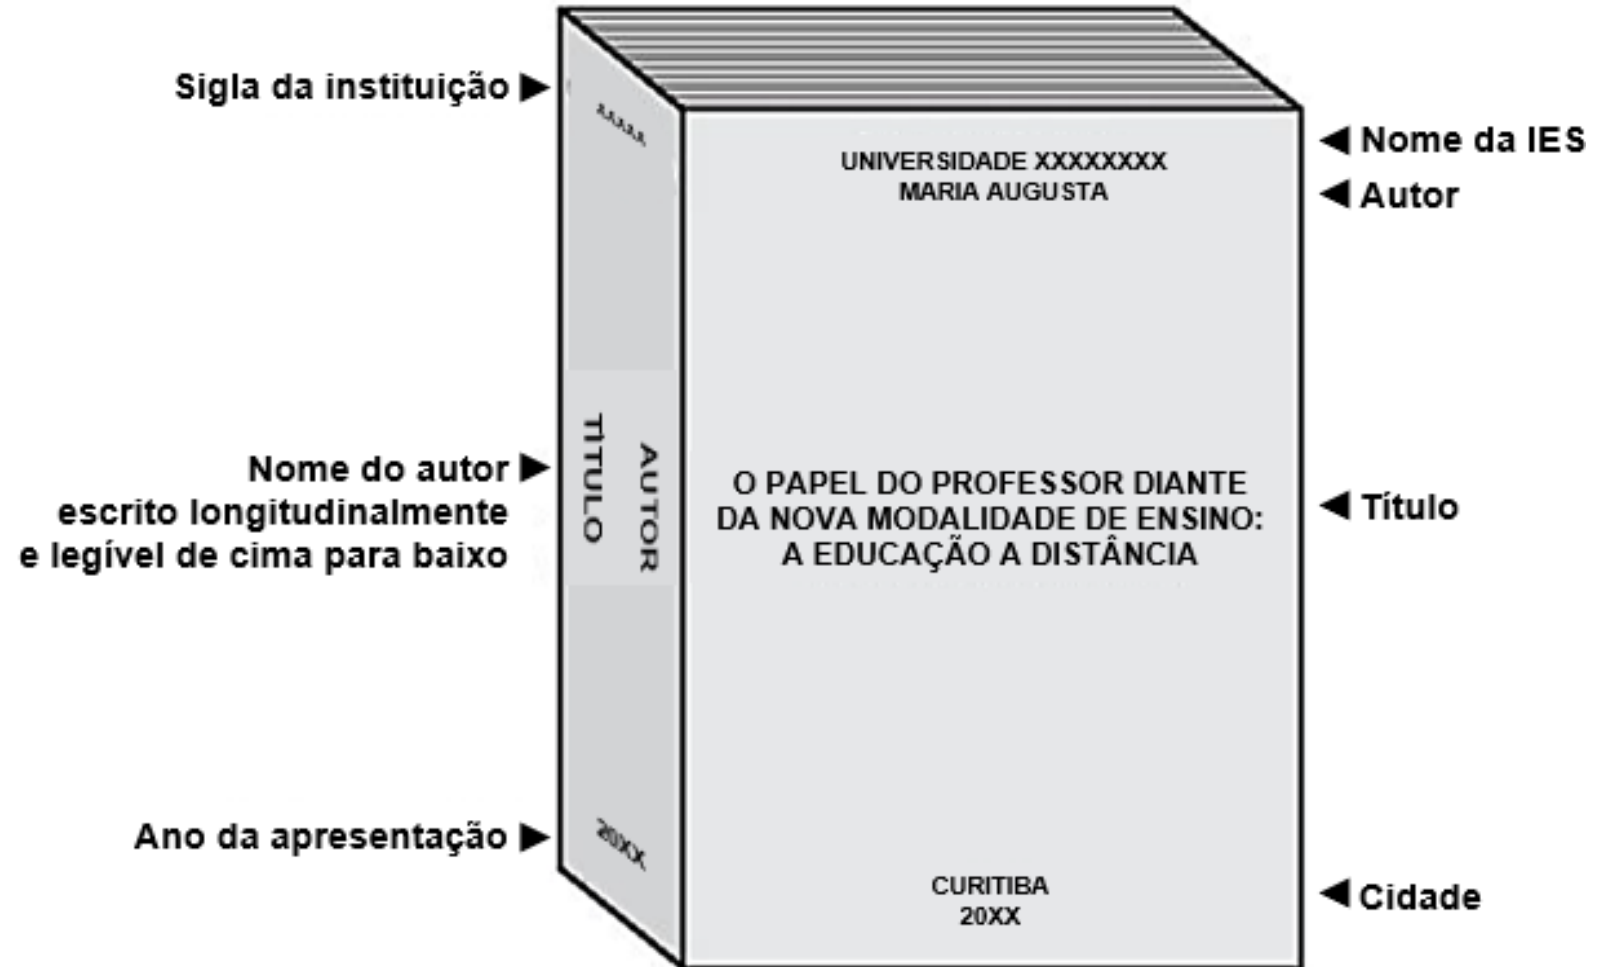 Sigla da instituição
XXXXX
UNIVERSIDADE XXXXXXXX
MARIA AUGUSTA
Nome da IES
Autor
Nome do autor
escrito longitudinalmente
e legível de cima para baixo
AUTOR
TÍTULO
O PAPEL DO PROFESSOR DIANTE
DA NOVA MODALIDADE DE ENSINO:
A EDUCAÇÃO A DISTÂNCIA
Título
Ano da apresentação
20XX
CURITIBA
20XX
Cidade